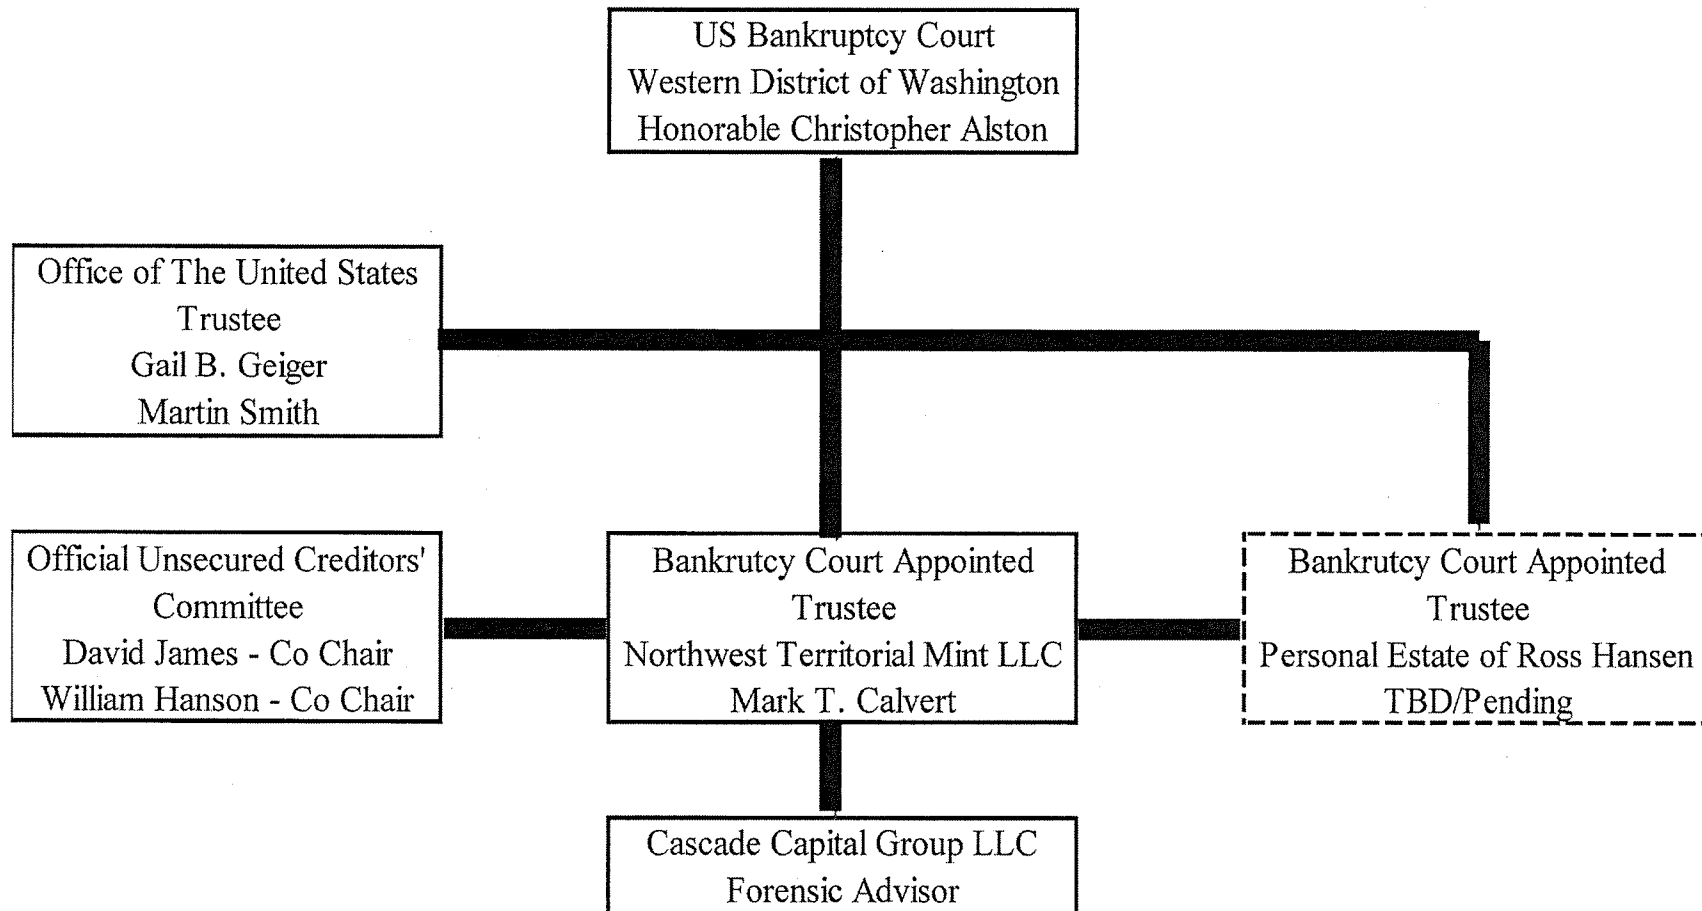 US Bankruptcy Court
Western District of Washington
Honorable Christopher Alston
Office of The United States
Trustee
Gail B. Geiger
Martin Smith
Official Unsecured Creditors'
Committee
David James - Co Chair
William Hanson - Co Chair
Bankrutcy Court Appointed
Trustee
Northwest Territorial Mint LLC
Mark T. Calvert
Bankrutcy Court Appointed
Trustee
Personal Estate of Ross Hansen
TBD/Pending
Cascade Capital Group LLC
Forensic Advisor